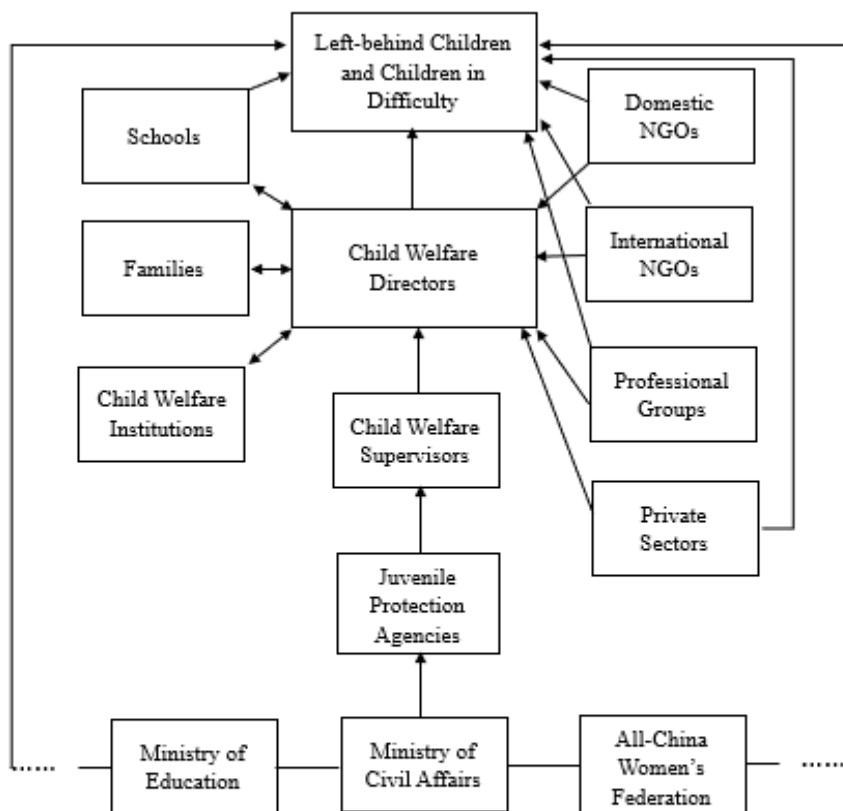 Left-behind Children
and Children in
Difficulty
Schools
Domestic
NGOs
Families
Child Welfare
Directors
International
NGOs
Child Welfare
Institutions
Child Welfare
Supervisors
Professional
Groups
Private
Sectors
Juvenile
Protection
Agencies
Ministry of
Education
Ministry of
Civil Affairs
All-China
Women's
Federation